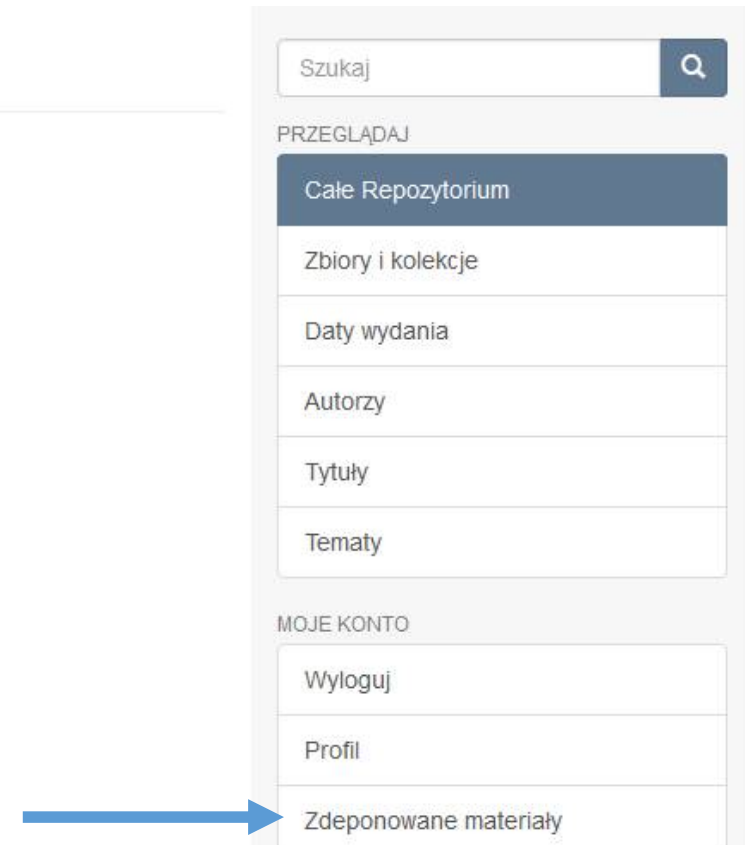 Szukaj
PRZEGLĄDAJ
Całe Repozytorium
Zbiory i kolekcje
Daty wydania
Autorzy
Tytuły
Tematy
MOJE KONTO
Wyloguj
Profil
Zdeponowane materiały